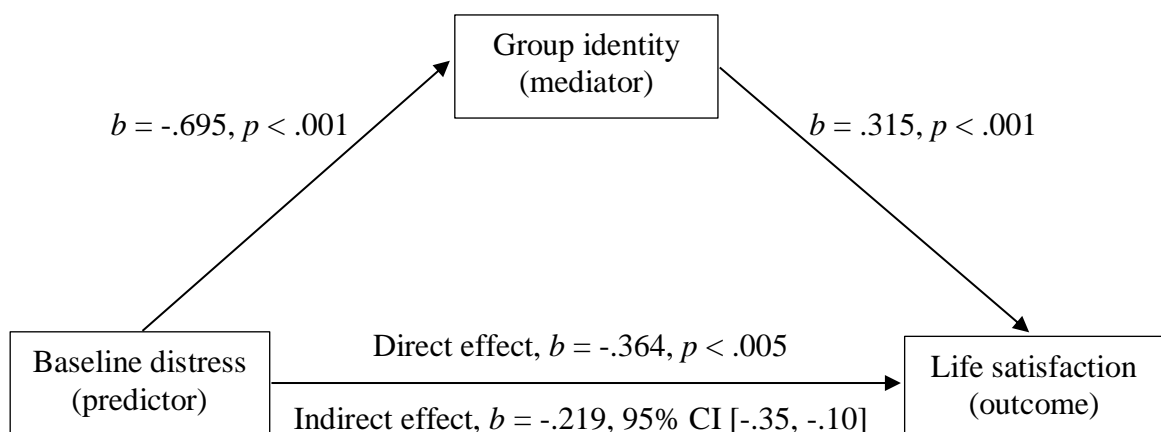 Group identity
(mediator)
b = -.695, p < .001
b = .315, p < .001
Baseline distress
(predictor)
Direct effect, b = -.364, p < .005
Indirect effect, b = -.219, 95% CI [-.35, -.10]
Life satisfaction
(outcome)